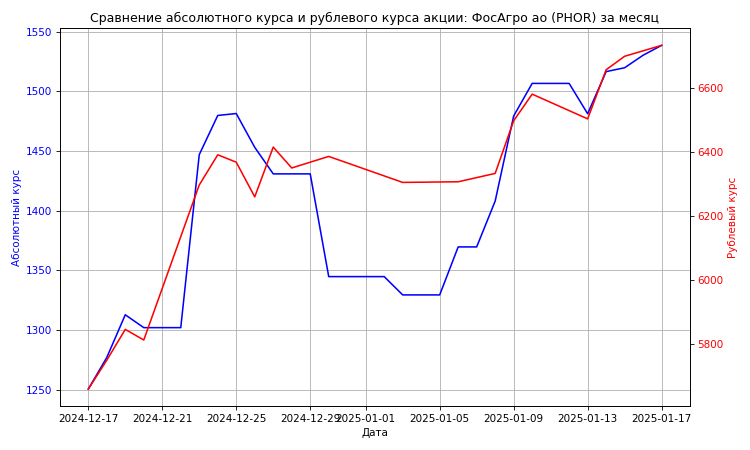 Сравнение абсолютного курса и рублевого курса акции: ФосАгро ао (PHOR) за месяц
Абсолютный курс
1550
1500
1450
1400
1350
1300
1250
6600
6400
6200
6000
5800
Рублевый курс
2024-12-17 2024-12-21 2024-12-25 2024-12-29 2025-01-01 2025-01-05 2025-01-09 2025-01-13 2025-01-17
Дата